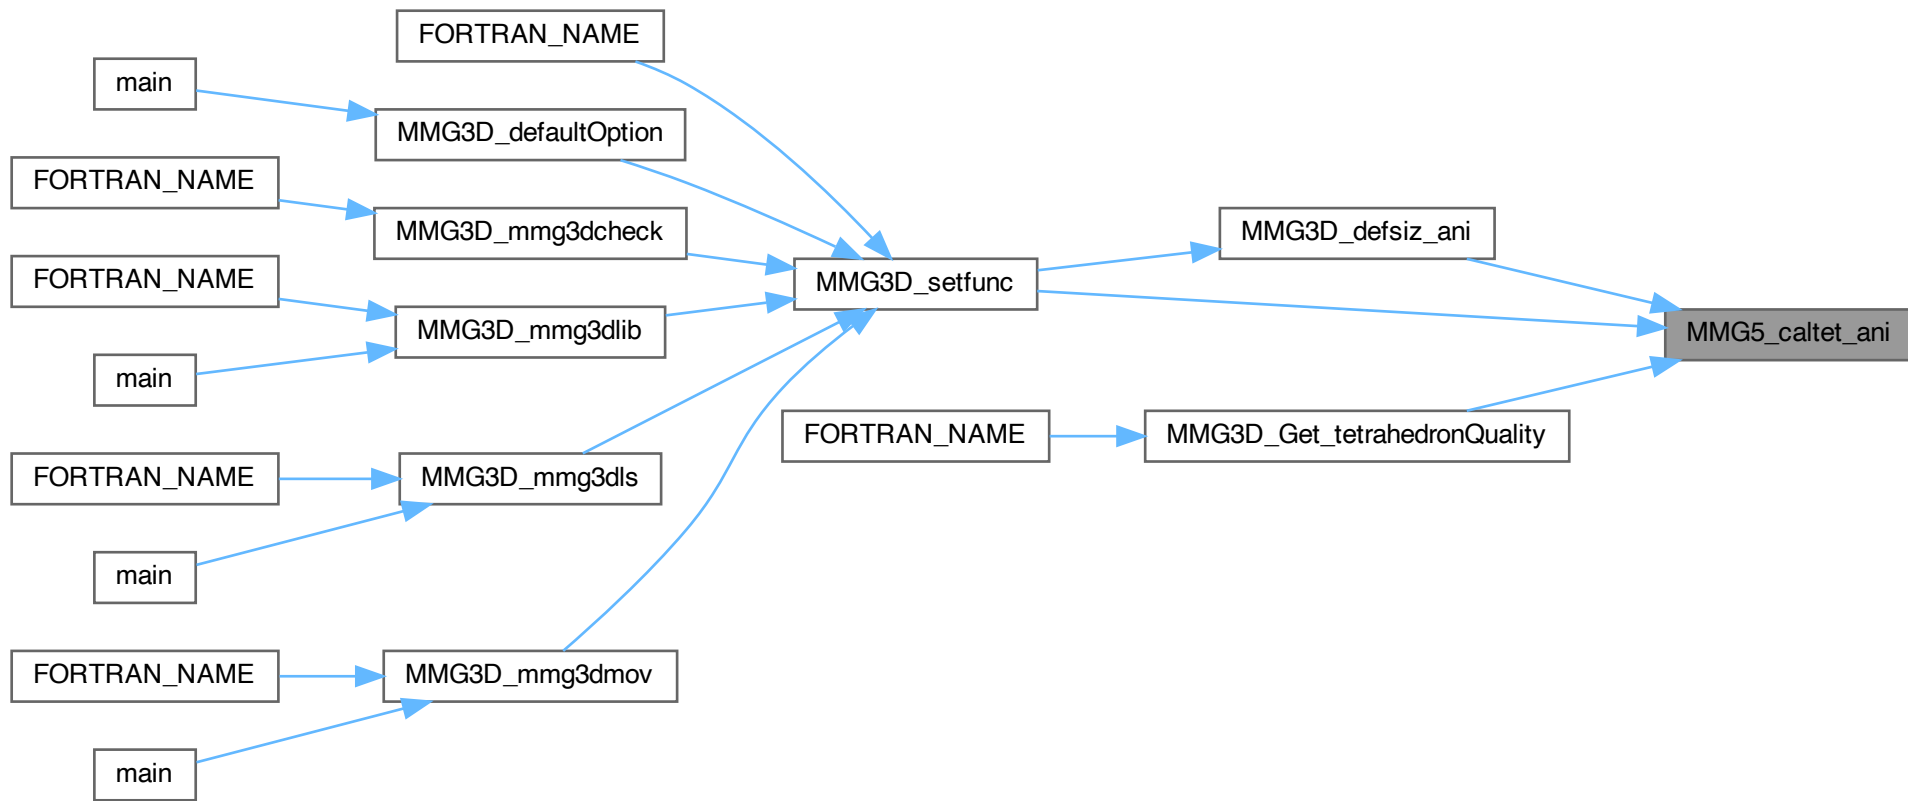 FORTRAN_NAME
main
MMG3D_defaultOption
FORTRAN_NAME
MMG3D_mmg3dcheck
MMG3D_defsiz_ani
FORTRAN_NAME
MMG3D_setfunc
MMG3D_mmg3dlib
MMG5_caltet_ani
main
FORTRAN_NAME
MMG3D_Get_tetrahedronQuality
FORTRAN_NAME
MMG3D_mmg3dls
main
FORTRAN_NAME
MMG3D_mmg3dmov
main